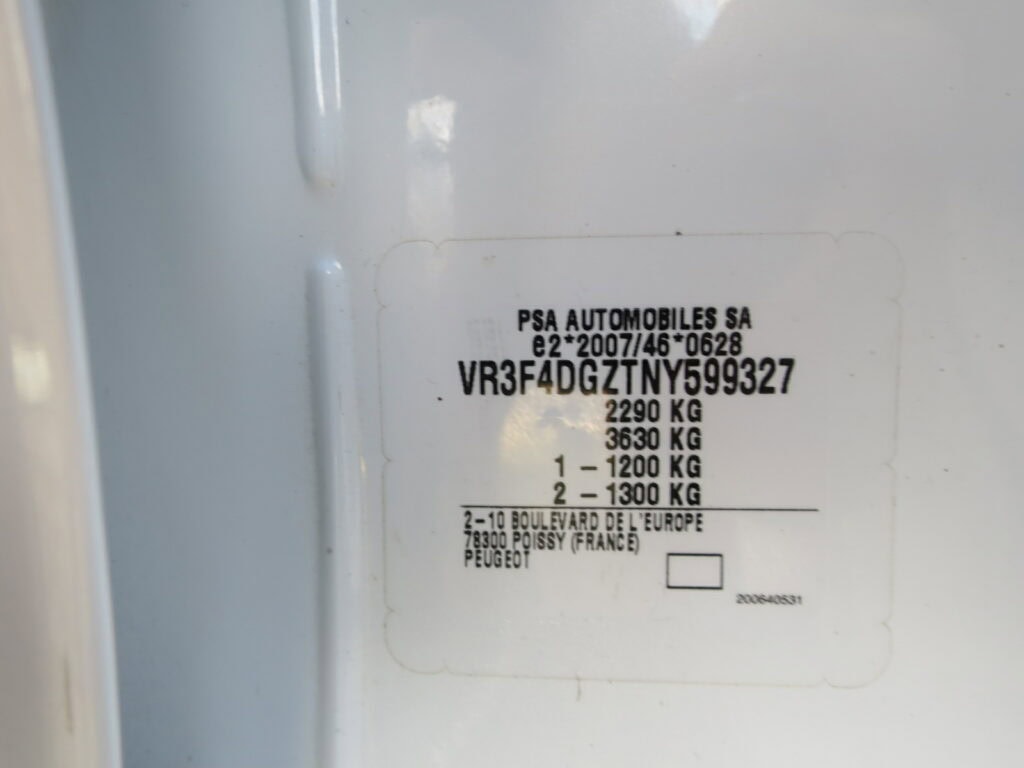 PSA AUTOMOBILES SA
e2*2007/46*0628
VR3F4DGZTNY599327
2290 KG
3630 KG
1 - 1200 KG
2 - 1300 KG
2-10 BOULEVARD DE L'EUROPE
78300 POISSY (FRANCE)
PEUGEOT
200640531